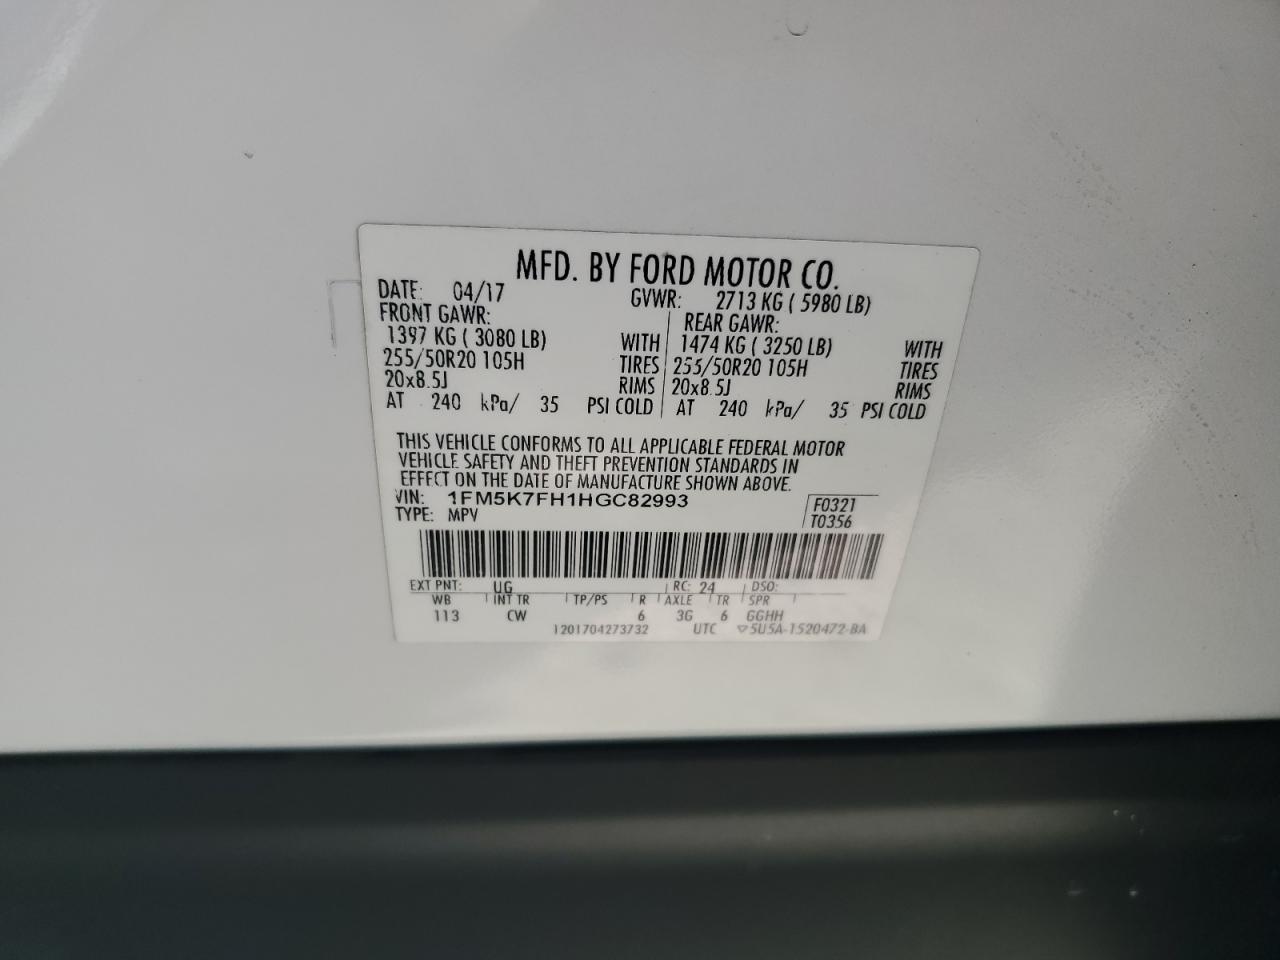 MFD. BY FORD MOTOR CO.
DATE: 04/17 GVWR: 2713 KG ( 5980 LB)
FRONT GAWR: REAR GAWR:
1397 KG ( 3080 LB) WITH 1474 KG ( 3250 LB) WITH
255/50R20 105H TIRES 255/50R20 105H TIRES
20x8.5J RIMS 20x8.5J RIMS
AT 240 kPa/ 35 PSI COLD AT 240 kPa/ 35 PSI COLD
THIS VEHICLE CONFORMS TO ALL APPLICABLE FEDERAL MOTOR
VEHICLE SAFETY AND THEFT PREVENTION STANDARDS IN
EFFECT ON THE DATE OF MANUFACTURE SHOWN ABOVE.
VIN: 1FM5K7FH1HGC82993 F0321
TYPE: MPV T0356
EXT PNT: UG RC: 24 DSO:
WB INT TR TP/PS R AXLE TR SPR
113 CW 6 3G 6 GGHH
1201704273732 UTC ▽5U5A-1520472-BA